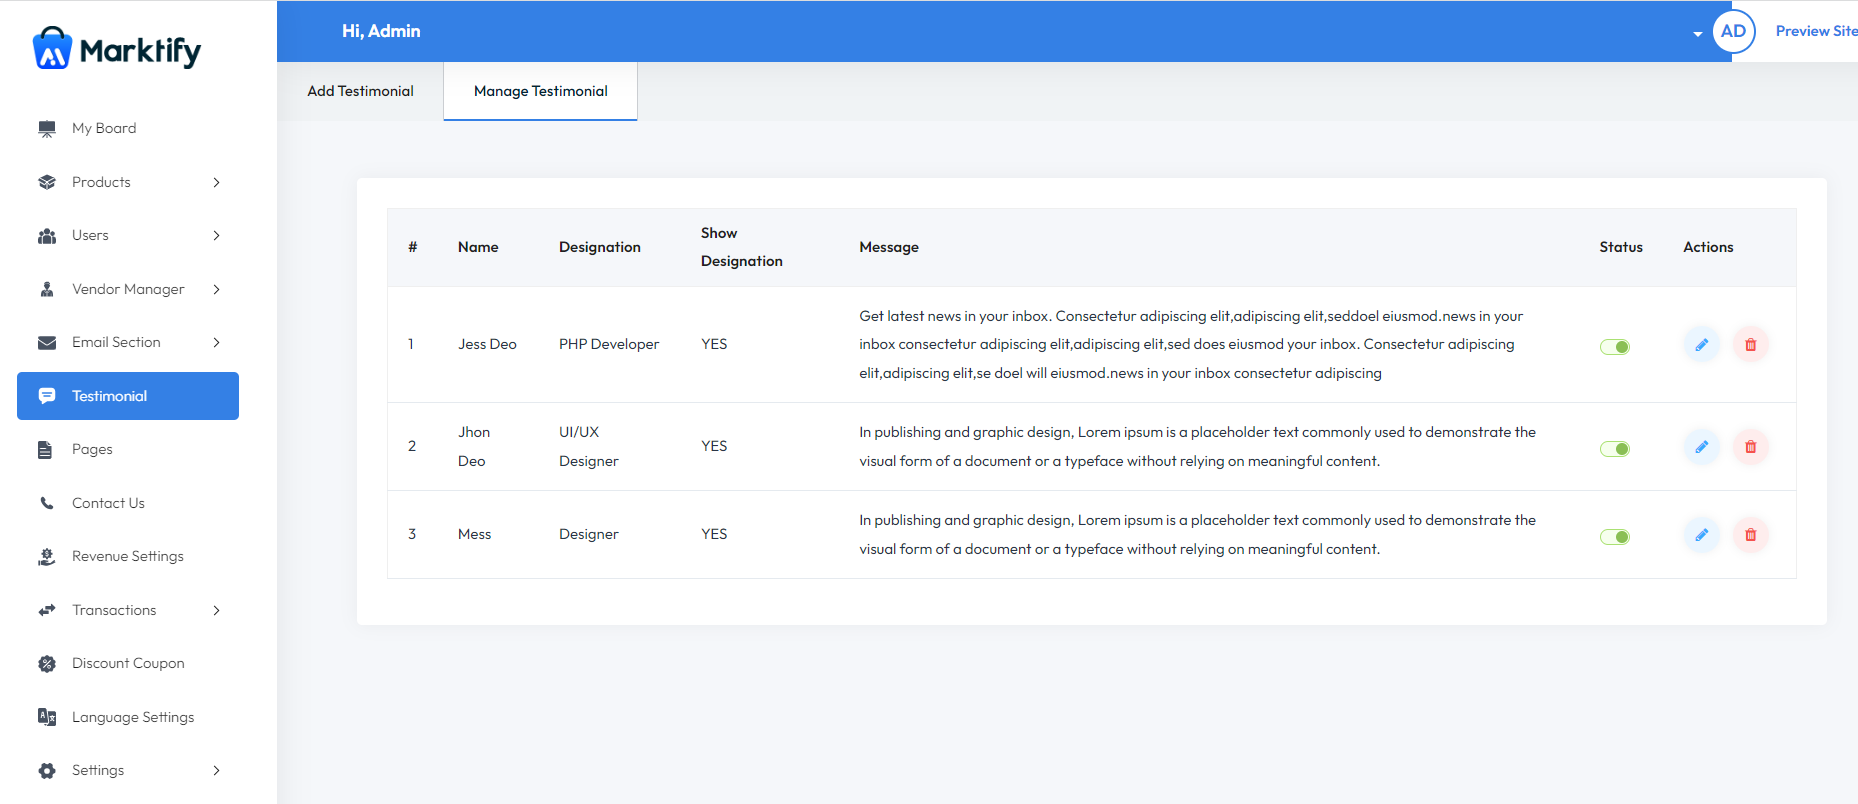 Marktify
Hi, Admin
AD
Preview Site
Add Testimonial
Manage Testimonial
My Board
Products
Users
Vendor Manager
Email Section
Testimonial
Pages
Contact Us
Revenue Settings
Transactions
Discount Coupon
Language Settings
Settings
# Name Designation Show Designation Message Status Actions
1 Jess Deo PHP Developer YES
Get latest news in your inbox. Consectetur adipiscing elit,adipiscing elit,seddoel eiusmod.news in your
inbox consectetur adipiscing elit,adipiscing elit,sed does eiusmod your inbox. Consectetur adipiscing
elit,adipiscing elit,se doel will eiusmod.news in your inbox consectetur adipiscing
2 Jhon Deo UI/UX Designer YES
In publishing and graphic design, Lorem ipsum is a placeholder text commonly used to demonstrate the
visual form of a document or a typeface without relying on meaningful content.
3 Mess Designer YES
In publishing and graphic design, Lorem ipsum is a placeholder text commonly used to demonstrate the
visual form of a document or a typeface without relying on meaningful content.